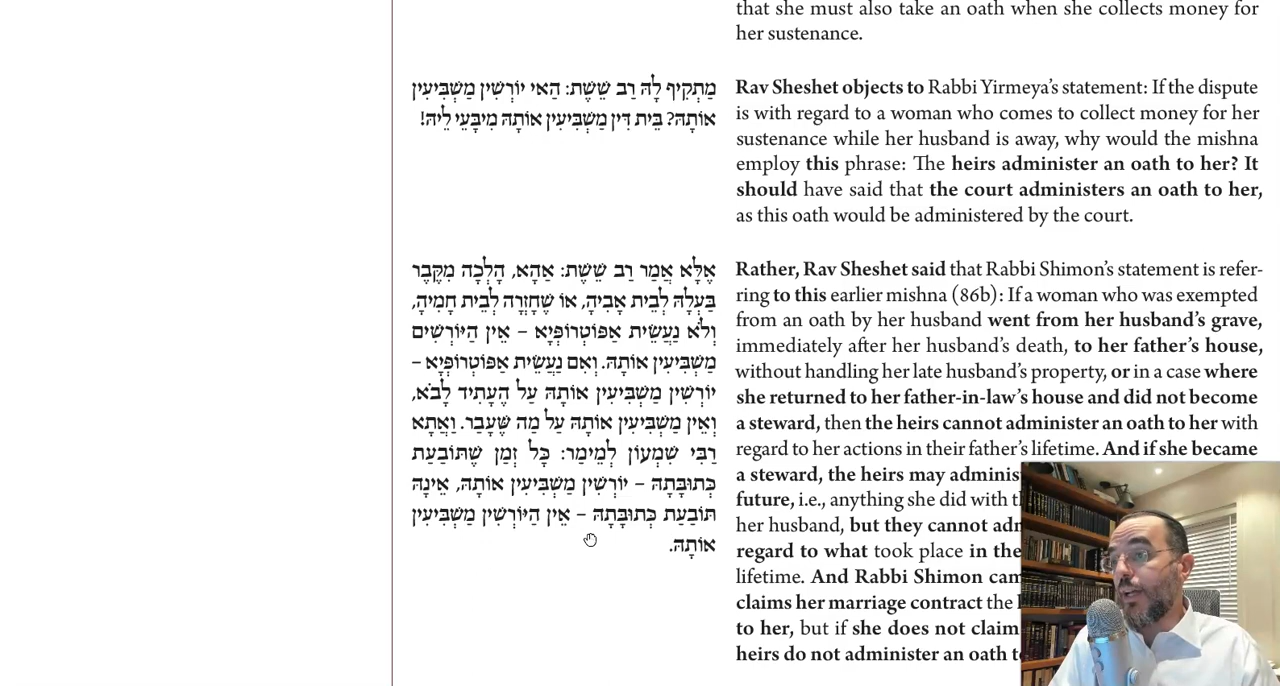 that she must also take an oath when she collects money for
her sustenance.
מַתְקֵיף לָהּ רַב שֵׁשֶׁת: הַאי יוֹרְשִׁין מַשְׁבִּיעִין
אוֹתָהּ? בֵּית דִּין מַשְׁבִּיעִין אוֹתָהּ מִיבָּעֵי לֵיהּ!
Rav Sheshet objects to Rabbi Yirmeya’s statement: If the dispute
is with regard to a woman who comes to collect money for her
sustenance while her husband is away, why would the mishna
employ this phrase: The heirs administer an oath to her? It
should have said that the court administers an oath to her,
as this oath would be administered by the court.
אֶלָּא אֲמַר רַב שֵׁשֶׁת: אַהָא, הָלְכָה מִקֶּבֶר
בַּעְלָהּ לְבֵית אָבִיהָ, אוֹ שֶׁחָזְרָה לְבֵית חָמִיהָ,
וְלֹא נַעֲשֵׂית אַפּוֹטְרוֹפְּיָא – אֵין הַיּוֹרְשִׁים
מַשְׁבִּיעִין אוֹתָהּ. וְאִם נַעֲשֵׂית אַפּוֹטְרוֹפְּיָא –
יוֹרְשִׁין מַשְׁבִּיעִין אוֹתָהּ עַל הֶעָתִיד לָבֹא,
וְאֵין מַשְׁבִּיעִין אוֹתָהּ עַל מַה שֶּׁעָבַר. וַאֲתָא
רַבִּי שִׁמְעוֹן לְמֵימַר: כָּל זְמַן שֶׁתּוֹבַעַת
כְּתוּבָּתָהּ – יוֹרְשִׁין מַשְׁבִּיעִין אוֹתָהּ, אֵינָהּ
תּוֹבַעַת כְּתוּבָּתָהּ – אֵין הַיּוֹרְשִׁין מַשְׁבִּיעִין
אוֹתָהּ.
Rather, Rav Sheshet said that Rabbi Shimon’s statement is refer-
ring to this earlier mishna (86b): If a woman who was exempted
from an oath by her husband went from her husband’s grave,
immediately after her husband’s death, to her father’s house,
without handling her late husband’s property, or in a case where
she returned to her father-in-law’s house and did not become
a steward, then the heirs cannot administer an oath to her with
regard to her actions in their father’s lifetime. And if she became
a steward, the heirs may
future, i.e., anything she did with
her husband, but they cannot
regard to what took place in the
lifetime. And Rabbi Shimon
claims her marriage contract the
to her, but if she does not claim
heirs do not administer an oath